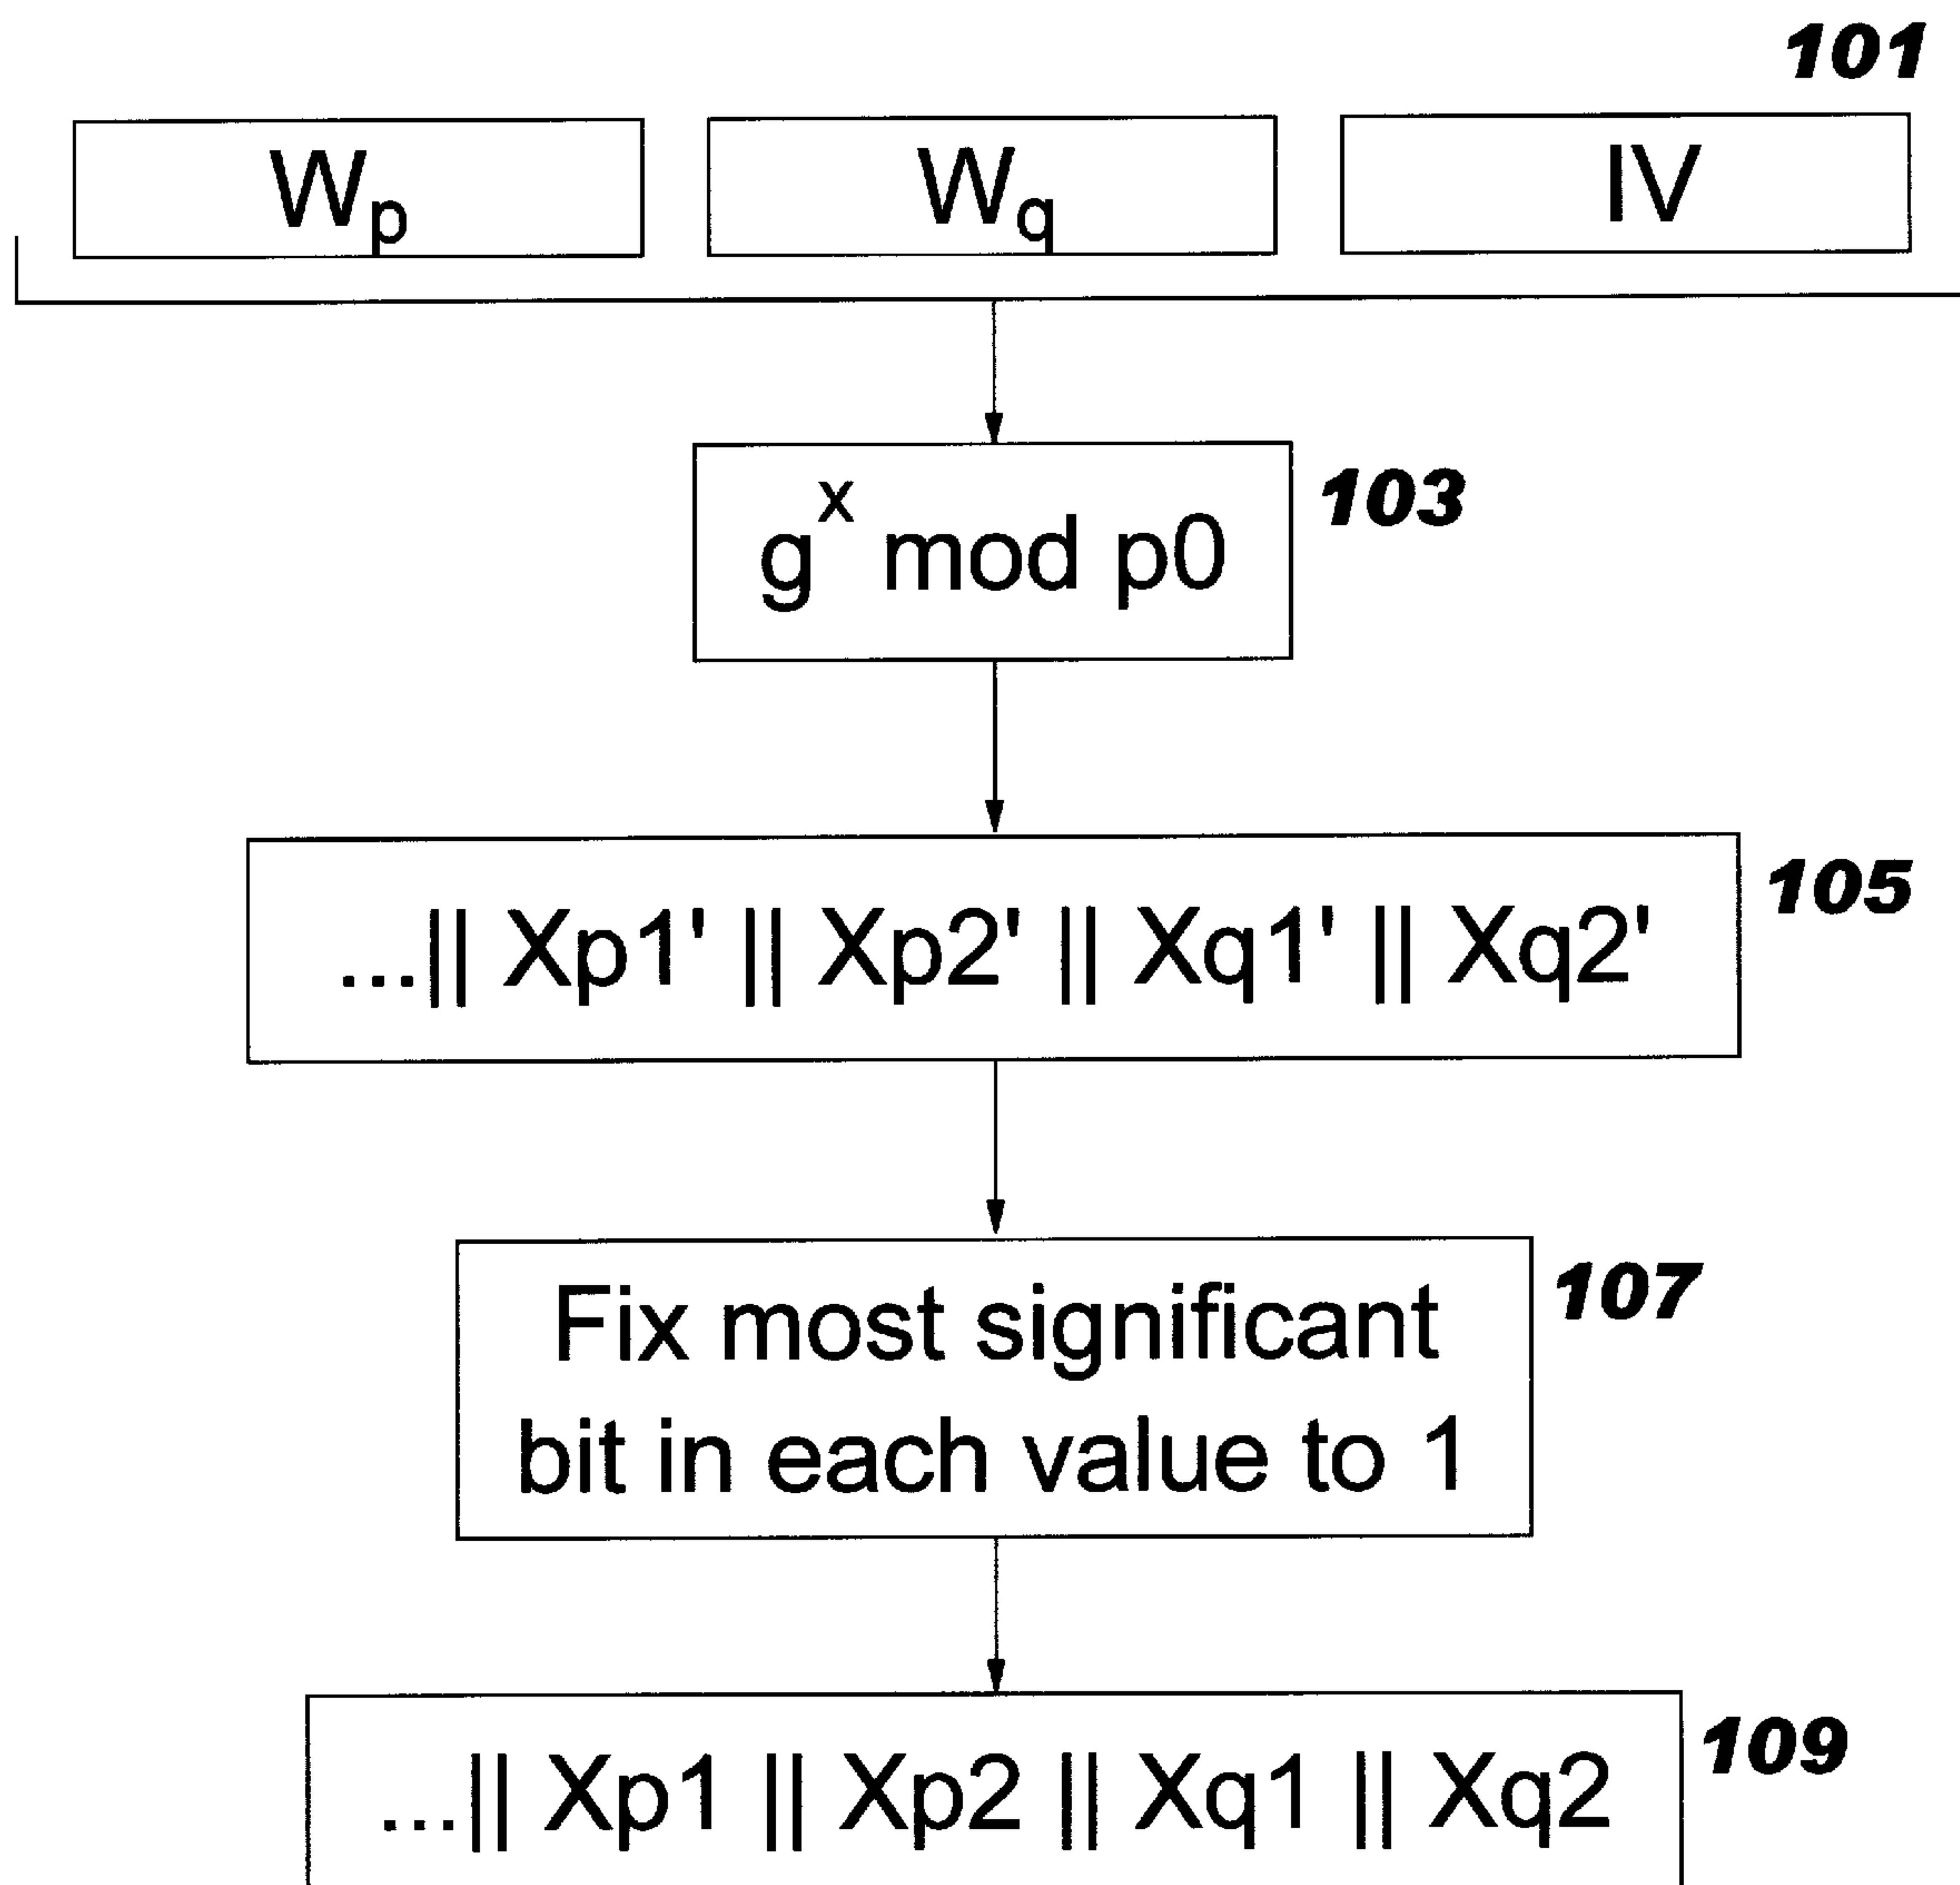 101
Wp
Wq
IV
g^x mod p0
103
...|| Xp1' || Xp2' || Xq1' || Xq2'
105
Fix most significant
bit in each value to 1
107
...|| Xp1 || Xp2 || Xq1 || Xq2
109